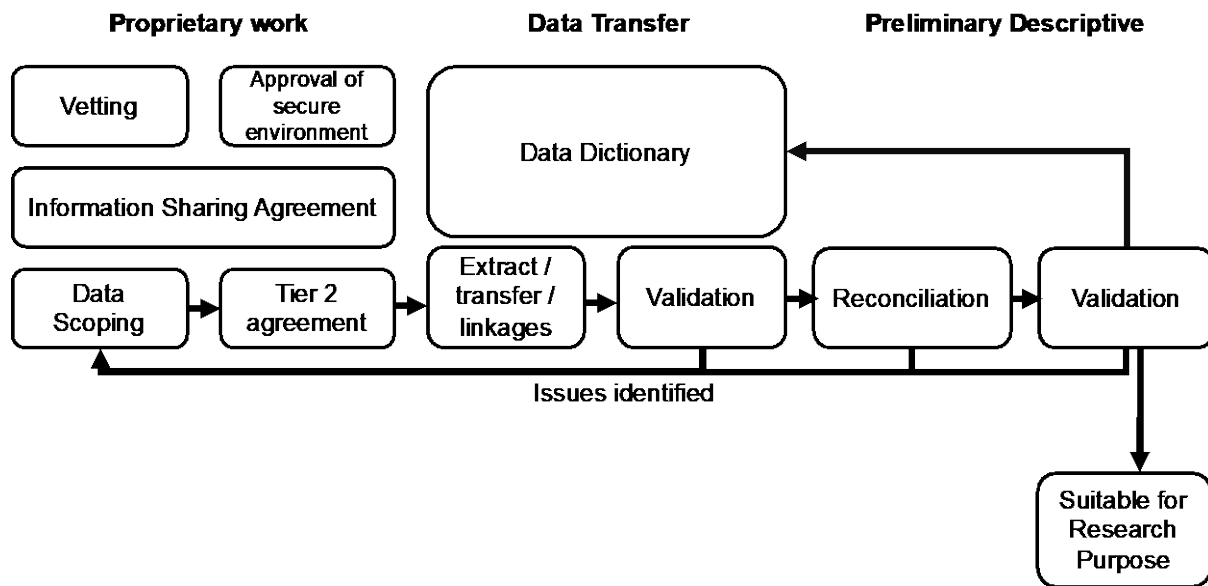 Proprietary work
Data Transfer
Preliminary Descriptive
Vetting
Approval of
secure
environment
Data Dictionary
Information Sharing Agreement
Data
Scoping
Tier 2
agreement
Extract /
transfer /
linkages
Validation
Reconciliation
Validation
Issues identified
Suitable for
Research
Purpose